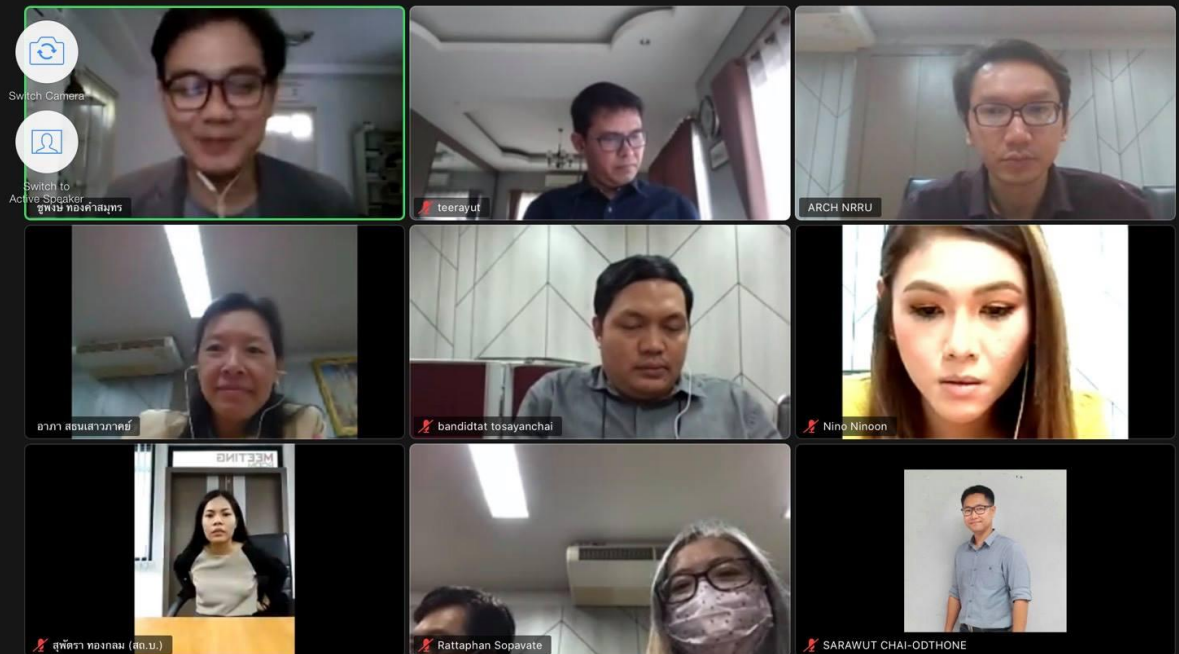 Switch Camera
Switch to
Active Speaker
ชูพงษ์ ทองคำสมุทร
teerayut
ARCH NRRU
อาภา สธนเสาวภาคย์
bandidtat tosayanchai
Nino Ninoon
MEETING
สุพัตรา ทองกลม (สถ.บ.)
Rattaphan Sopavate
SARAWUT CHAI-ODTHONE